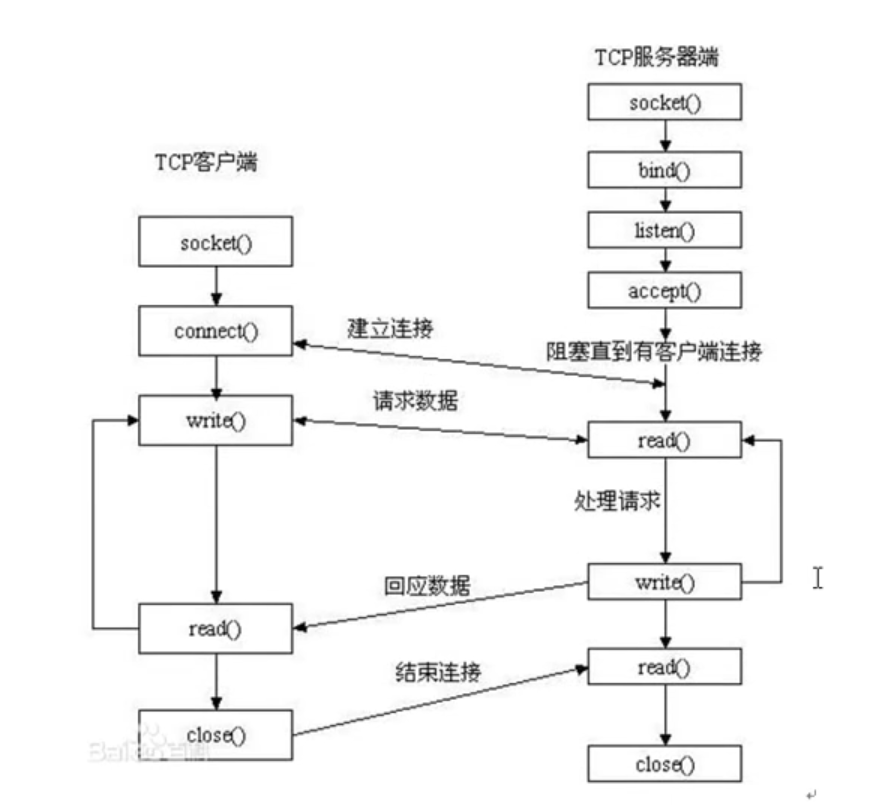 TCP服务器端
socket()
bind()
listen()
accept()
阻塞直到有客户端连接
read()
处理请求
write()
read()
close()
TCP客户端
socket()
connect()
write()
read()
close()
建立连接
请求数据
回应数据
结束连接
Baidu百科